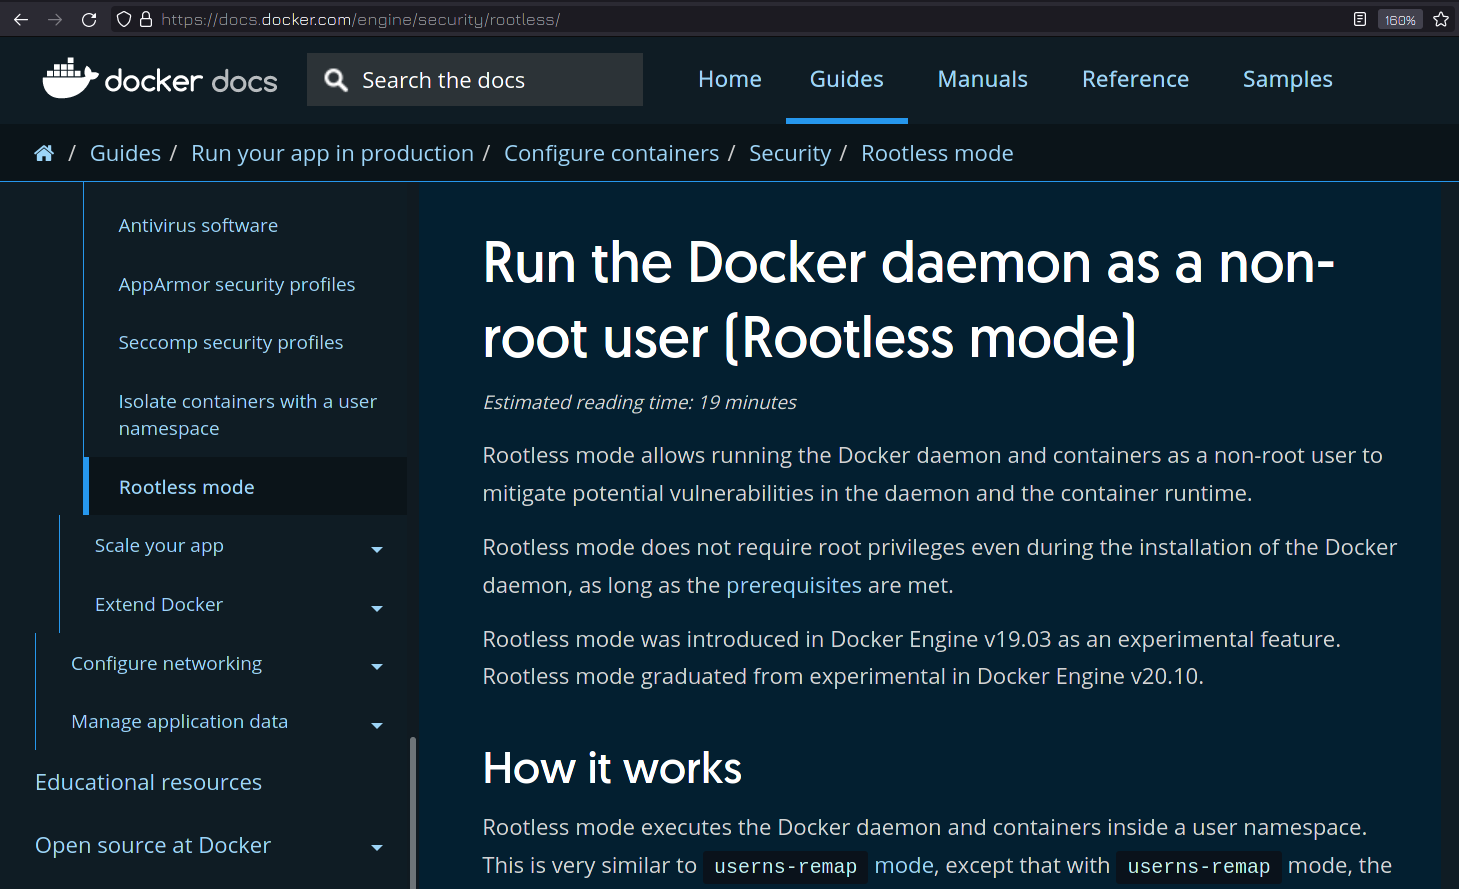 https://docs.docker.com/engine/security/rootless/
160%
docker docs
Search the docs
Home
Guides
Manuals
Reference
Samples
/ Guides / Run your app in production / Configure containers / Security / Rootless mode
Antivirus software
AppArmor security profiles
Seccomp security profiles
Isolate containers with a user
namespace
Rootless mode
Scale your app
Extend Docker
Configure networking
Manage application data
Educational resources
Open source at Docker
Run the Docker daemon as a non-
root user (Rootless mode)
Estimated reading time: 19 minutes
Rootless mode allows running the Docker daemon and containers as a non-root user to
mitigate potential vulnerabilities in the daemon and the container runtime.
Rootless mode does not require root privileges even during the installation of the Docker
daemon, as long as the prerequisites are met.
Rootless mode was introduced in Docker Engine v19.03 as an experimental feature.
Rootless mode graduated from experimental in Docker Engine v20.10.
How it works
Rootless mode executes the Docker daemon and containers inside a user namespace.
This is very similar to userns-remap mode, except that with userns-remap mode, the